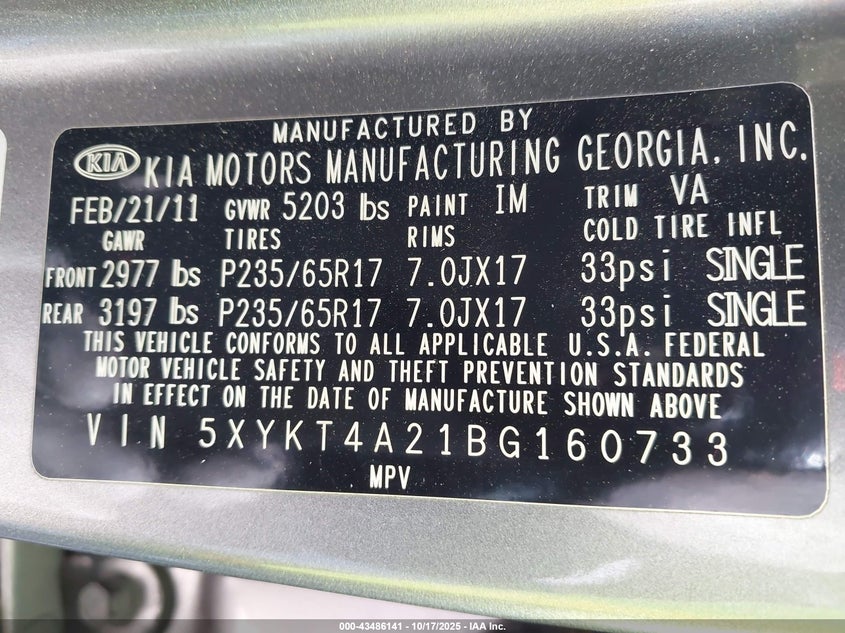 MANUFACTURED BY
KIA KIA MOTORS MANUFACTURING GEORGIA, INC.
FEB/21/11 GVWR 5203 lbs PAINT IM TRIM VA
GAWR TIRES RIMS COLD TIRE INFL
FRONT 2977 lbs P235/65R17 7.0JX17 33psi SINGLE
REAR 3197 lbs P235/65R17 7.0JX17 33psi SINGLE
THIS VEHICLE CONFORMS TO ALL APPLICABLE U.S.A. FEDERAL
MOTOR VEHICLE SAFETY AND THEFT PREVENTION STANDARDS
IN EFFECT ON THE DATE OF MANUFACTURE SHOWN ABOVE
VIN 5XYKT4A21BG160733
MPV
000-43486141 - 10/17/2025 - IAA Inc.